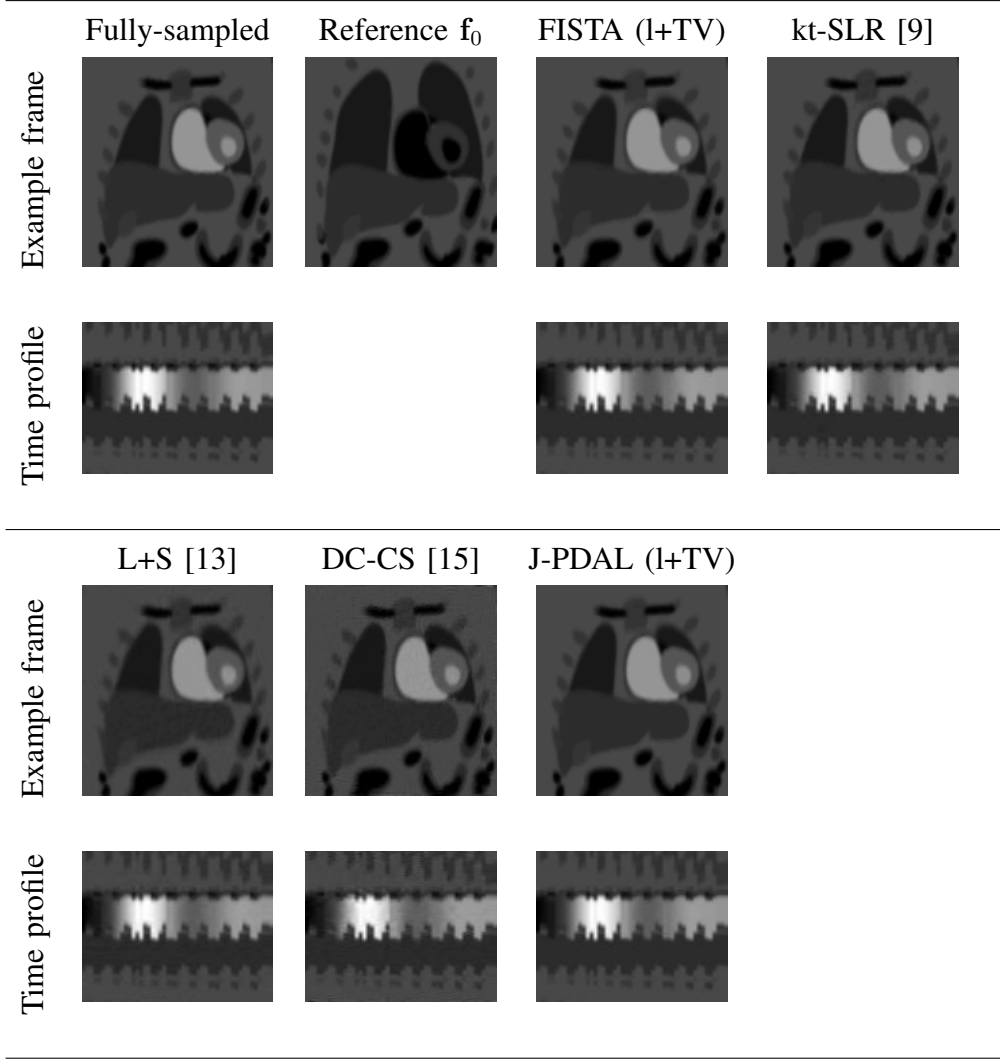 Fully-sampled Reference f₀ FISTA (l+TV) kt-SLR [9]
Example frame
Time profile
L+S [13] DC-CS [15] J-PDAL (l+TV)
Example frame
Time profile